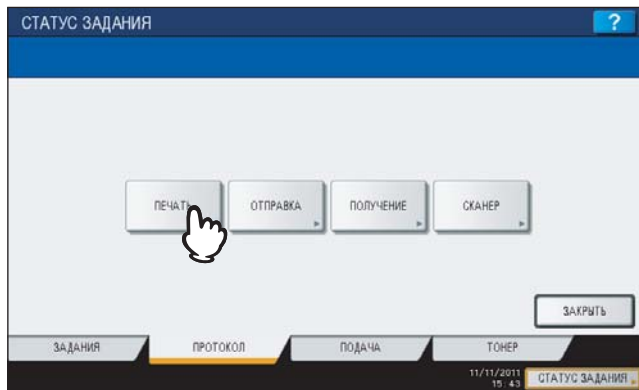 СТАТУС ЗАДАНИЯ ?
ПЕЧАТЬ ОТПРАВКА ПОЛУЧЕНИЕ СКАНЕР
ЗАКРЫТЬ
ЗАДАНИЯ ПРОТОКОЛ ПОДАЧА ТОНЕР
11/11/2011
15:43 СТАТУС ЗАДАНИЯ